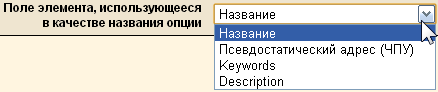 Поле элемента, использующееся
в качестве названия опции
Название
Название
Псевдостатический адрес (ЧПУ)
Keywords
Description